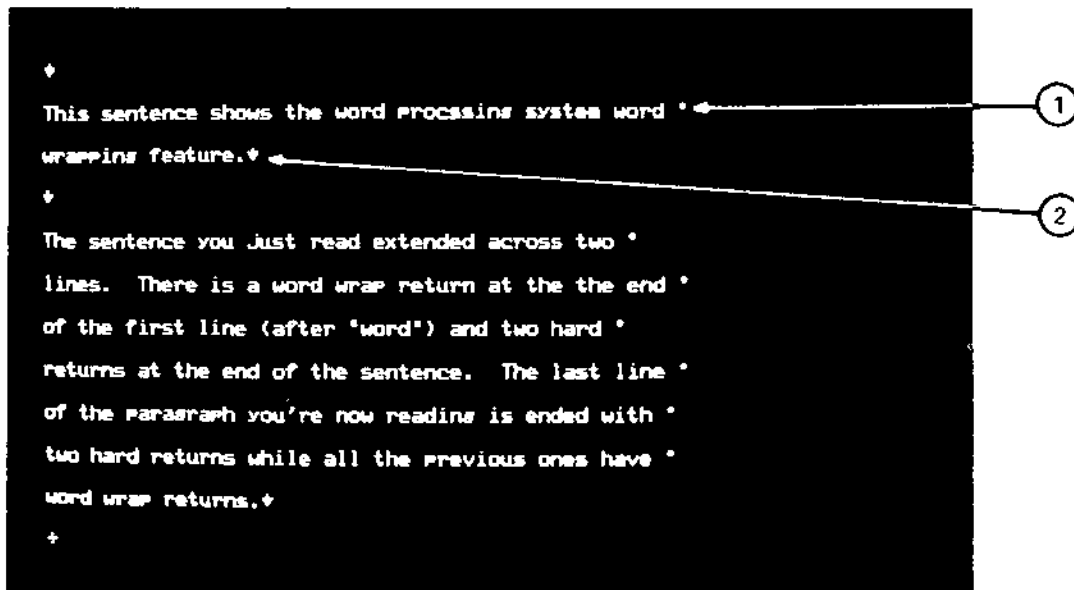 This sentence shows the word procssing system word
1
wrapping feature.
2
The sentence you just read extended across two
lines. There is a word wrap return at the the end
of the first line (after "word") and two hard
returns at the end of the sentence. The last line
of the paragraph you're now reading is ended with
two hard returns while all the previous ones have
word wrap returns.